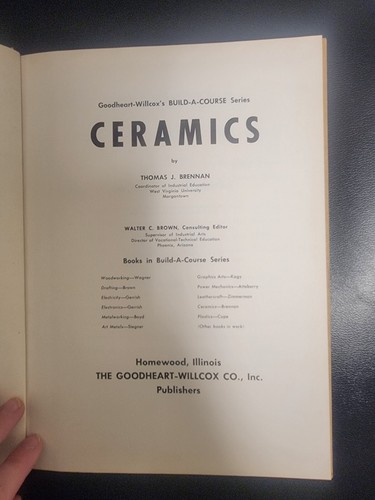 Goodheart-Willcox's BUILD-A-COURSE Series
CERAMICS
by
THOMAS J. BRENNAN
Coordinator of Industrial Education
West Virginia University
Morgantown
WALTER C. BROWN, Consulting Editor
Supervisor of Industrial Arts
Director of Vocational-Technical Education
Phoenix, Arizona
Books in Build-A-Course Series
Woodworking—Wagner
Drafting—Brown
Electricity—Gerrish
Electronics—Gerrish
Metalworking—Boyd
Art Metals—Siegner
Graphic Arts—Kagy
Power Mechanics—Atteberry
Leathercraft—Zimmerman
Ceramics—Brennan
Plastics—Cope
(Other books in work)
Homewood, Illinois
THE GOODHEART-WILLCOX CO., Inc.
Publishers